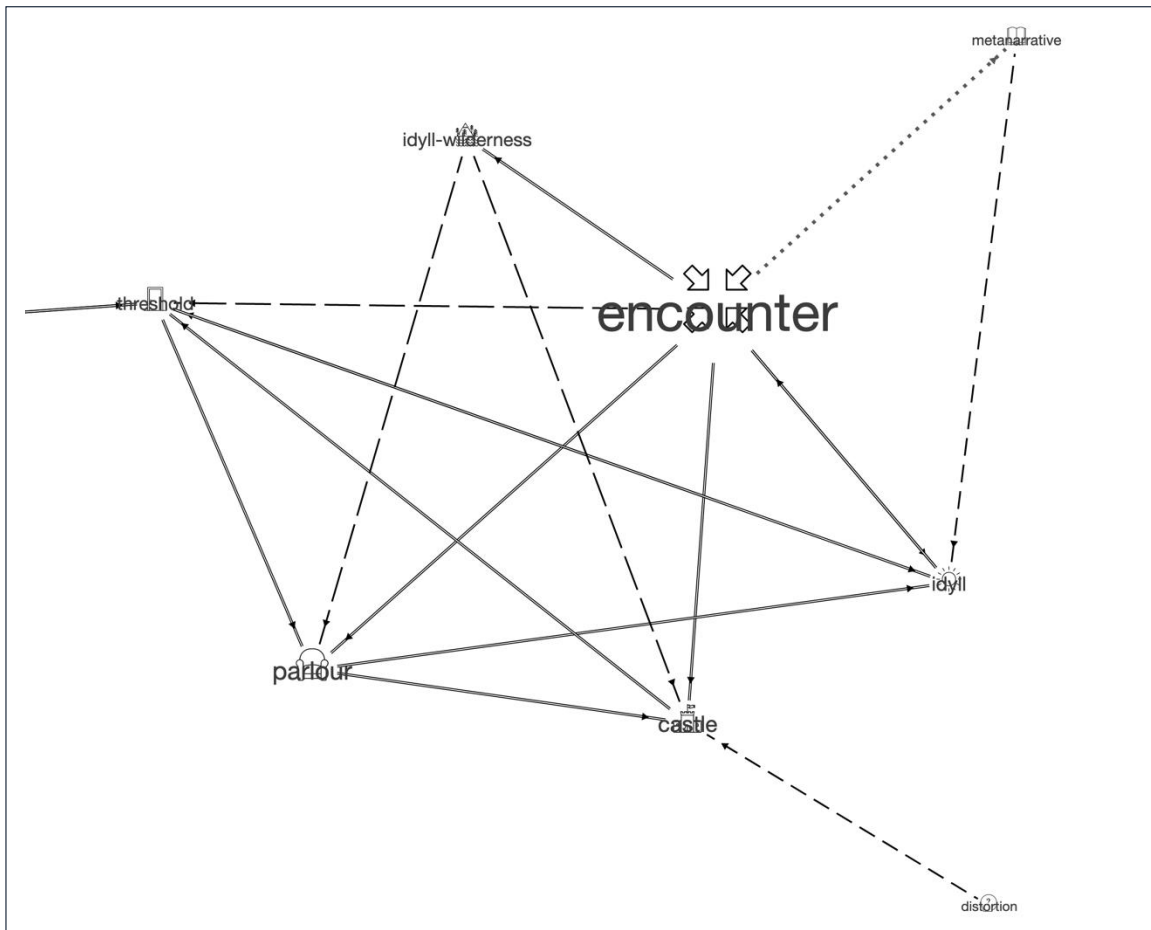 metanarrative
idyll-wilderness
threshold
encounter
idyll
parlour
castle
distortion